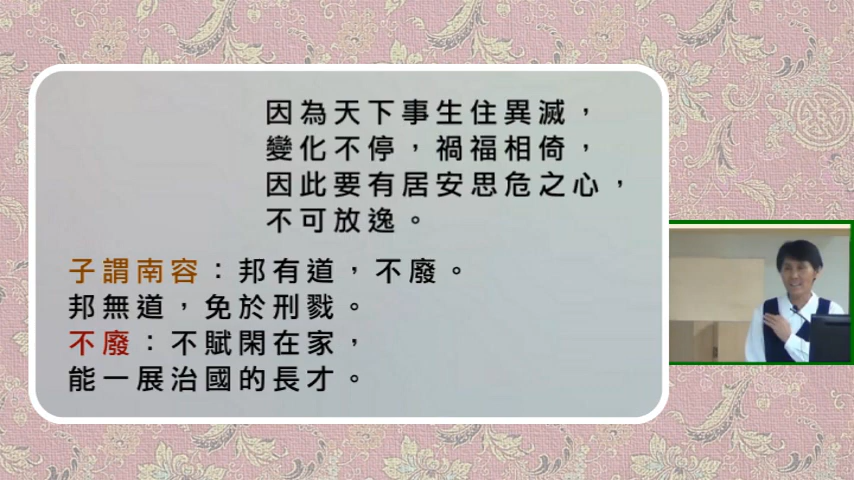 因為天下事生住異滅，
變化不停，禍福相倚，
因此要有居安思危之心，
不可放逸。
子謂南容：邦有道，不廢。
邦無道，免於刑戮。
不廢：不賦閑在家，
能一展治國的長才。